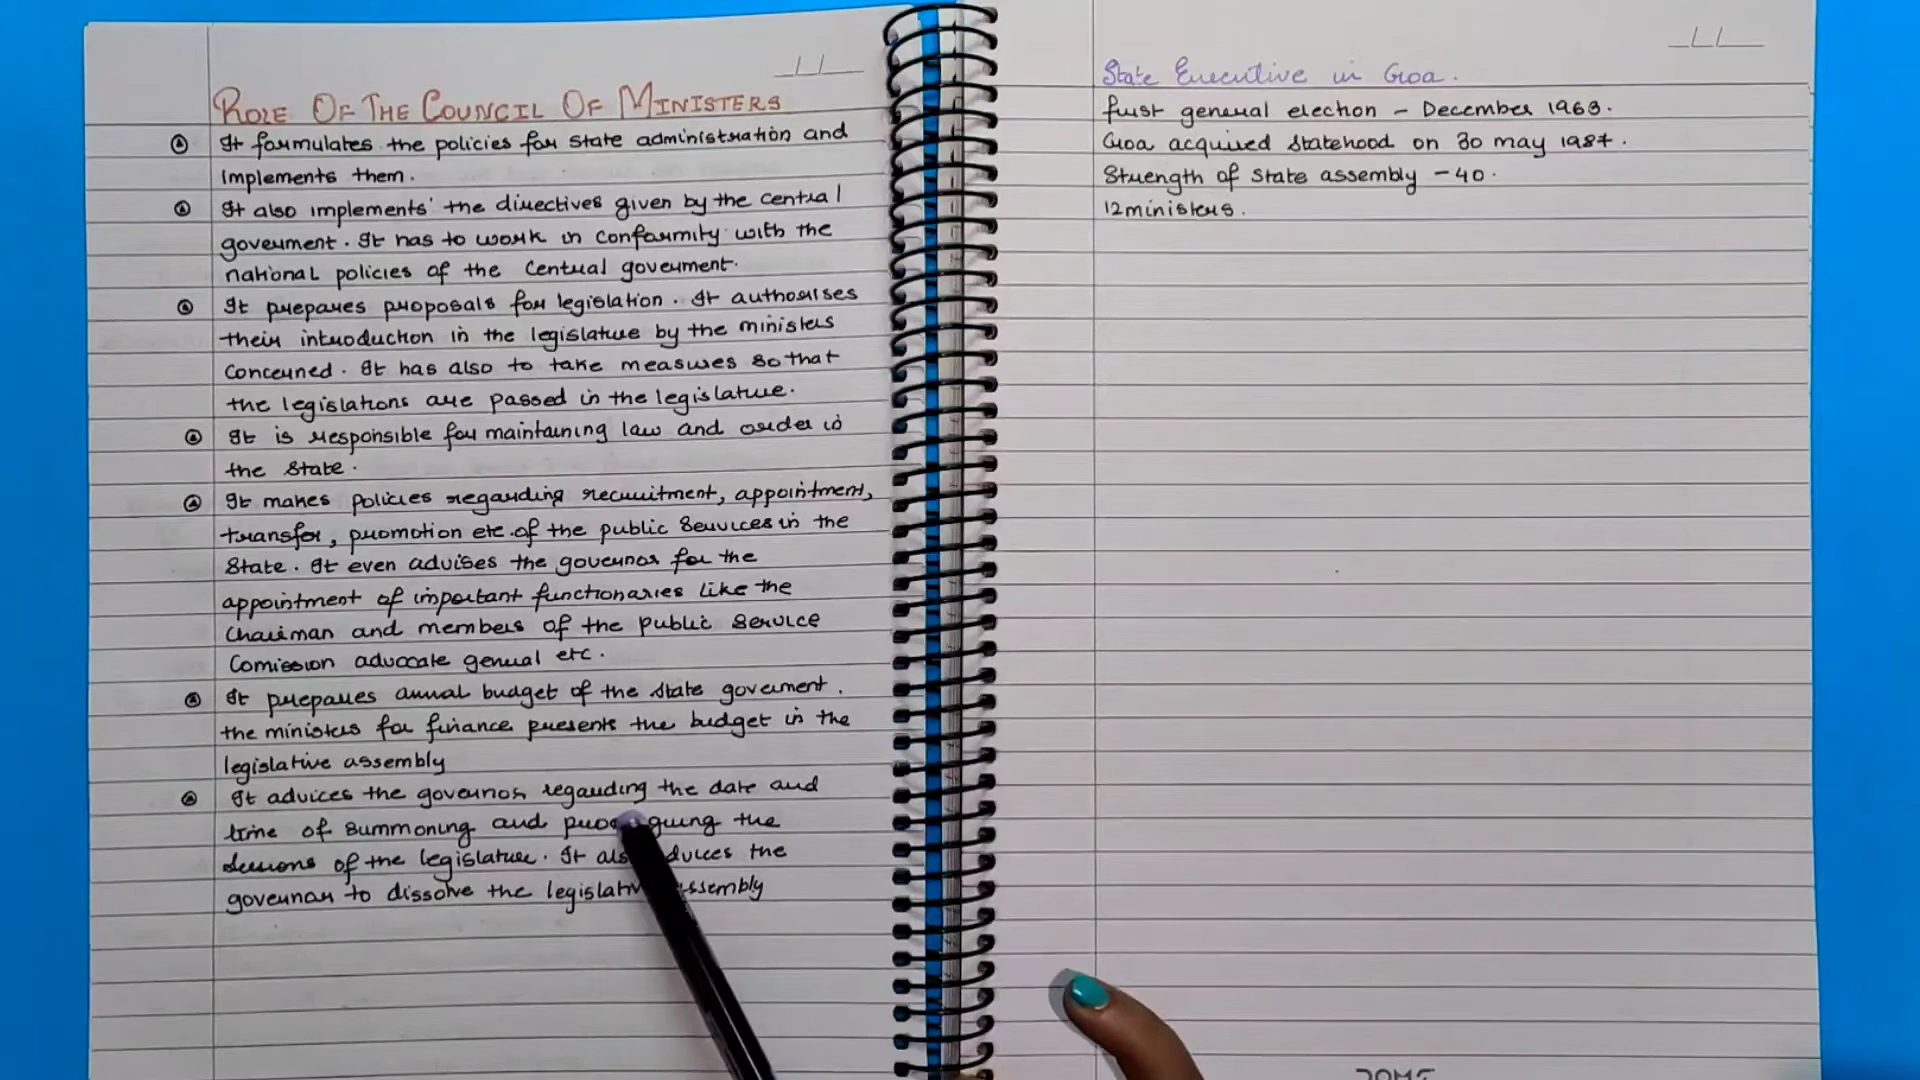 ROLE OF THE COUNCIL OF MINISTERS
It formulates the policies for state administration and
implements them.
It also implements the directives given by the central
goverment. It has to work in conformity with the
national policies of the central goverment.
It prepares proposals for legislation. It authorises
their introduction in the legislature by the ministers
concerned. It has also to take measures so that
the legislations are passed in the legislature.
It is responsible for maintaining law and order in
the state.
It makes policies regarding recruitment, appointment,
transfer, promotion etc. of the public services in the
State. It even advises the governor for the
appointment of important functionaries like the
Chairman and members of the public service
Comission advocate genral etc.
It prepares annual budget of the state goverment.
the ministers for finance presents the budget in the
legislative assembly
It advices the governor regarding the date and
time of summoning and the
of the legislature. It the
governor to dissolve the
State Executive in Goa.
first general election - December 1963.
Goa acquired statehood on 30 may 1987.
Strength of state assembly - 40.
12 ministers.